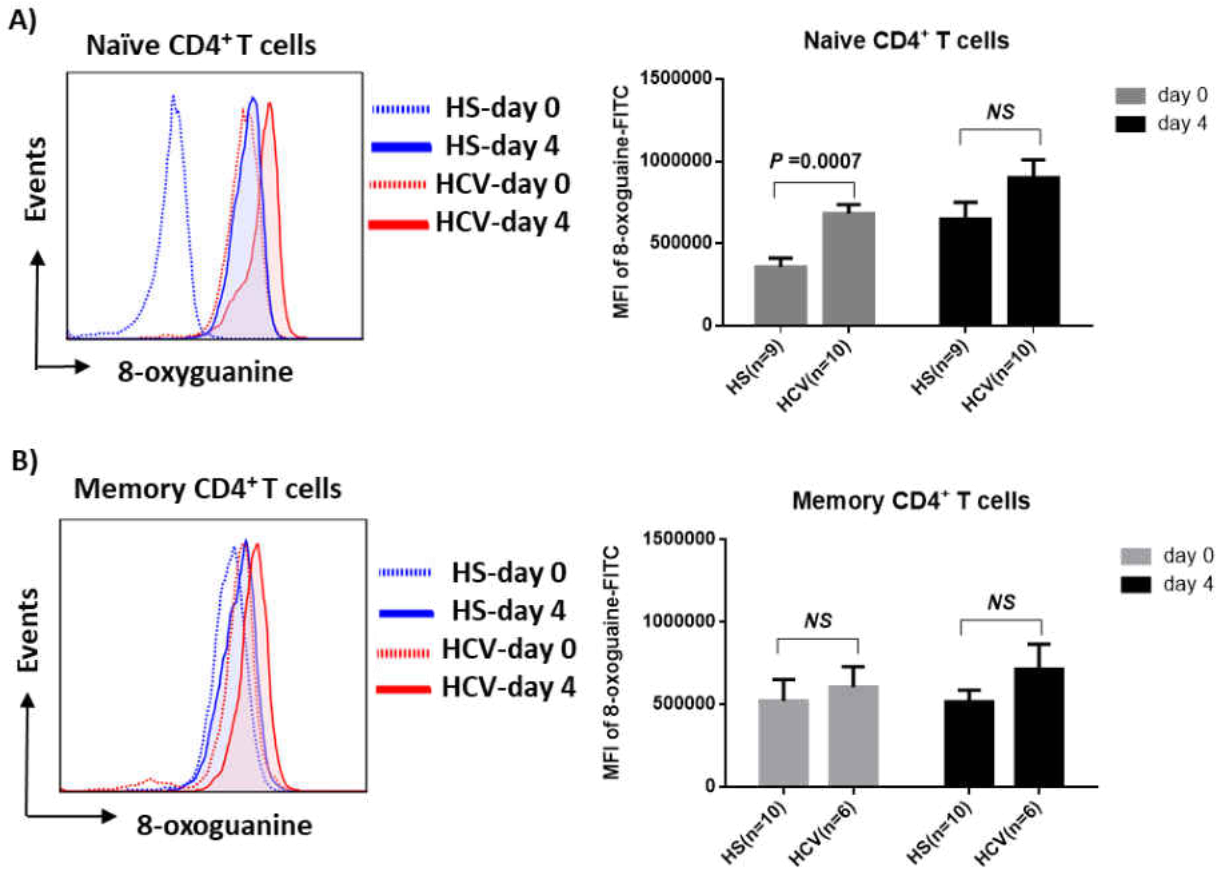 A)
Naïve CD4⁺ T cells
Events
8-oxyguanine
HS-day 0
HS-day 4
HCV-day 0
HCV-day 4
Naive CD4⁺ T cells
MFI of 8-oxoguaine-FITC
1500000
1000000
500000
0
P =0.0007
NS
HS(n=9)
HCV(n=10)
HS(n=9)
HCV(n=10)
day 0
day 4
B)
Memory CD4⁺ T cells
Events
8-oxoguanine
HS-day 0
HS-day 4
HCV-day 0
HCV-day 4
Memory CD4⁺ T cells
MFI of 8-oxoguaine-FITC
1500000
1000000
500000
0
NS
NS
HS(n=10)
HCV(n=6)
HS(n=10)
HCV(n=6)
day 0
day 4